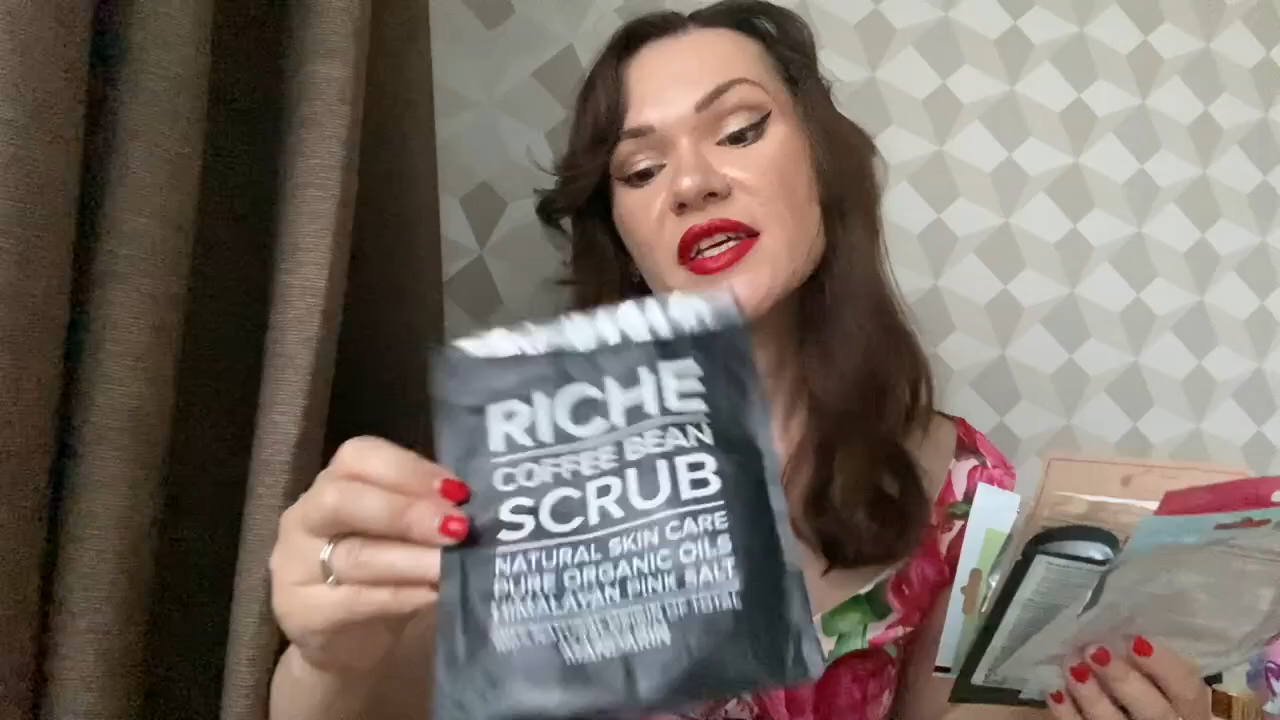 RICHE
COFFEE BEAN
SCRUB
NATURAL SKIN CARE
PURE ORGANIC OILS
HIMALAYAN PINK SALT